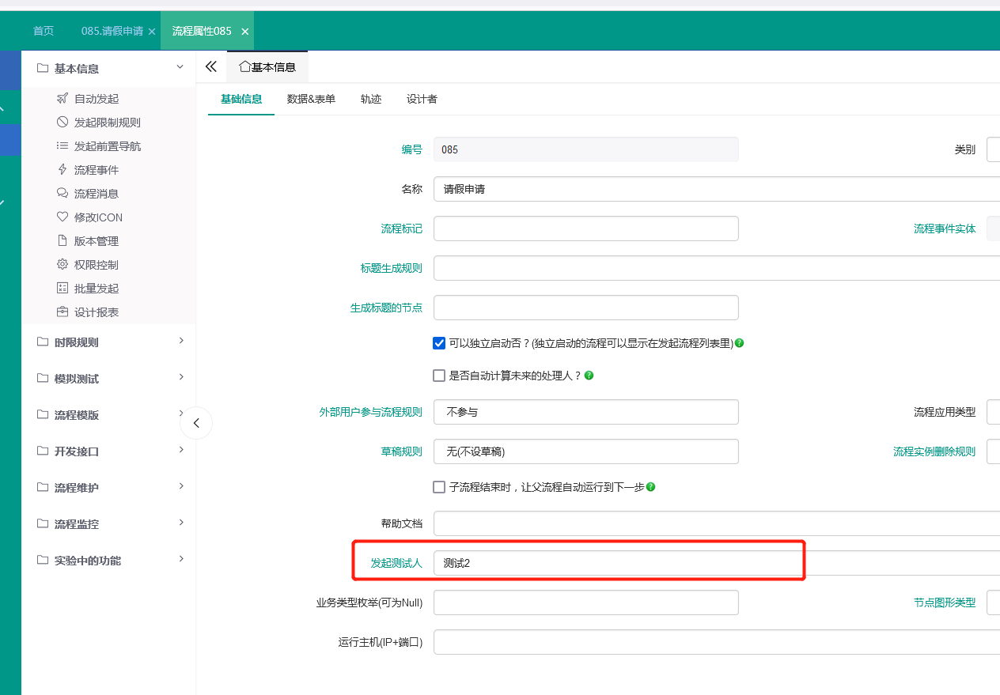 首页
085.请假申请
流程属性085
基本信息
自动发起
发起限制规则
发起前置导航
流程事件
流程消息
修改ICON
版本管理
权限控制
批量发起
设计报表
时限规则
模拟测试
流程模版
开发接口
流程维护
流程监控
实验中的功能
基本信息
基础信息 数据&表单 轨迹 设计者
编号 085 类别
名称 请假申请
流程标记 流程事件实体
标题生成规则
生成标题的节点
可以独立启动否？(独立启动的流程可以显示在发起流程列表里)
是否自动计算未来的处理人？
外部用户参与流程规则 不参与 流程应用类型
草稿规则 无(不设草稿) 流程实例删除规则
子流程结束时，让父流程自动运行到下一步
帮助文档
发起测试人 测试2
业务类型枚举(可为Null) 节点图形类型
运行主机(IP+端口)